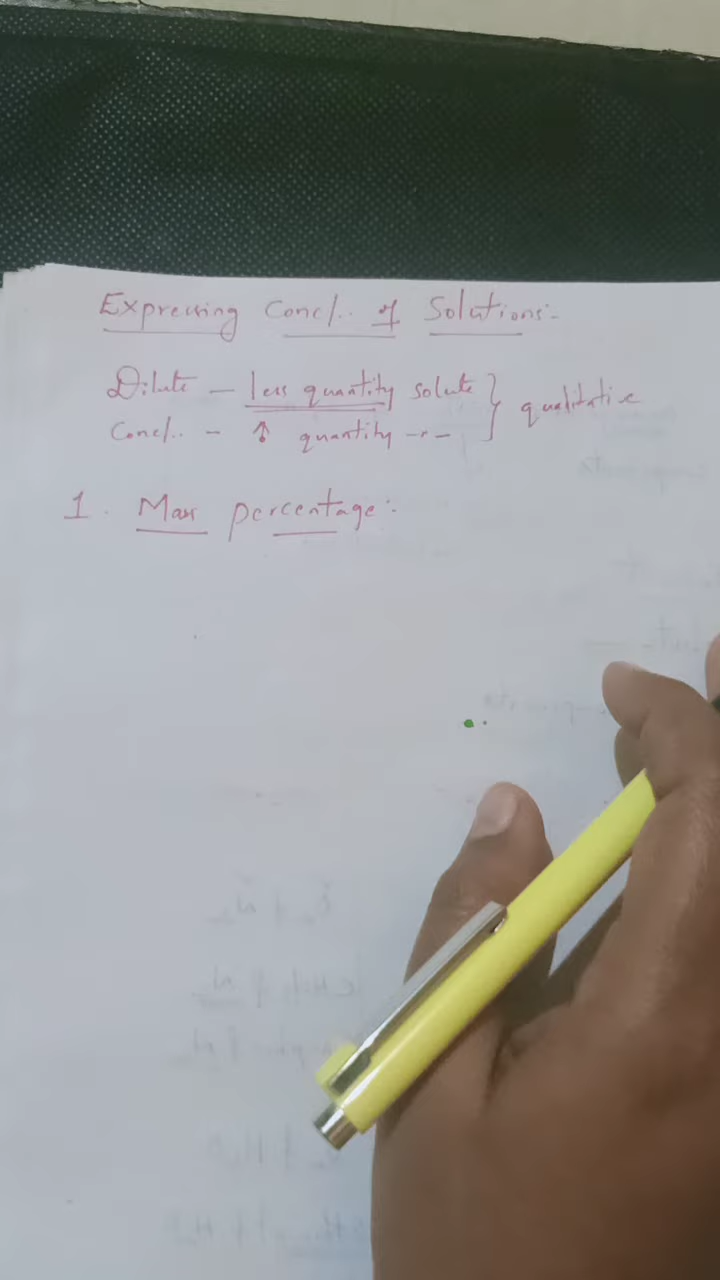 Expressing Concl.. of Solutions:-
Dilute - less quantity solute } qualitative
Concl.. - ↑ quantity -"-
1. Mass percentage:-